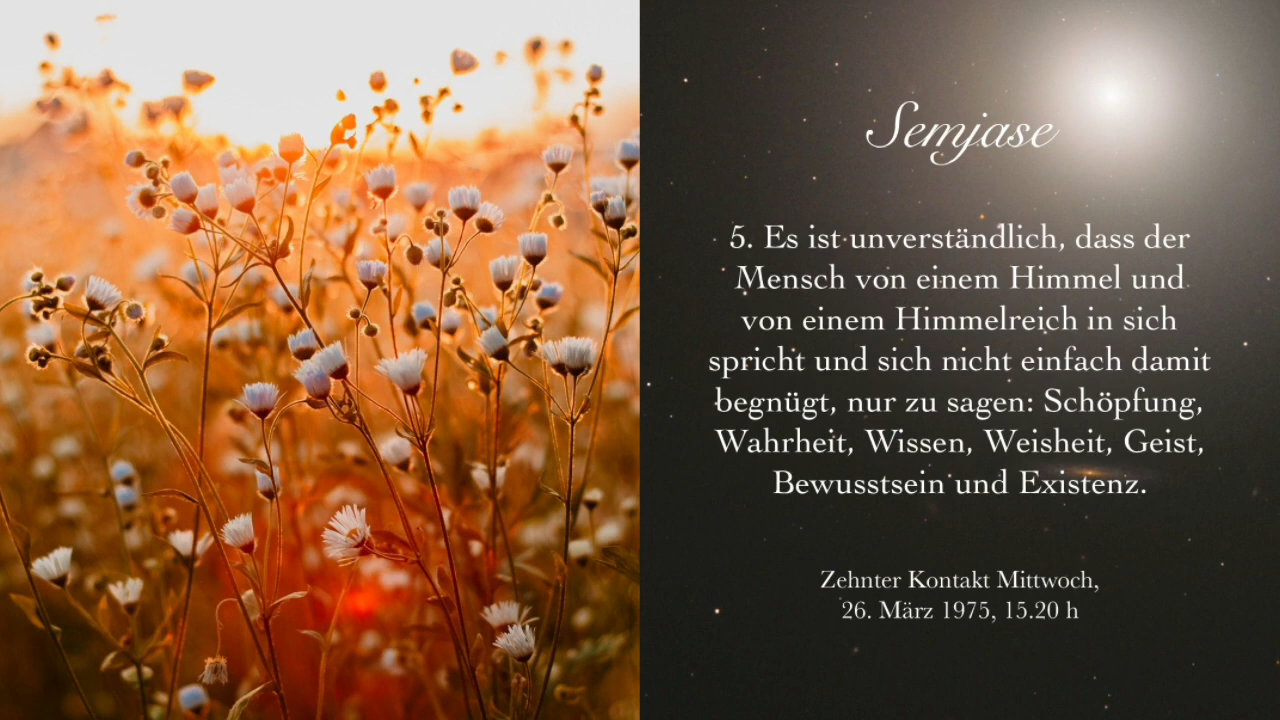 Semjase
5. Es ist unverständlich, dass der
Mensch von einem Himmel und
von einem Himmelreich in sich
spricht und sich nicht einfach damit
begnügt, nur zu sagen: Schöpfung,
Wahrheit, Wissen, Weisheit, Geist,
Bewusstsein und Existenz.
Zehnter Kontakt Mittwoch,
26. März 1975, 15.20 h